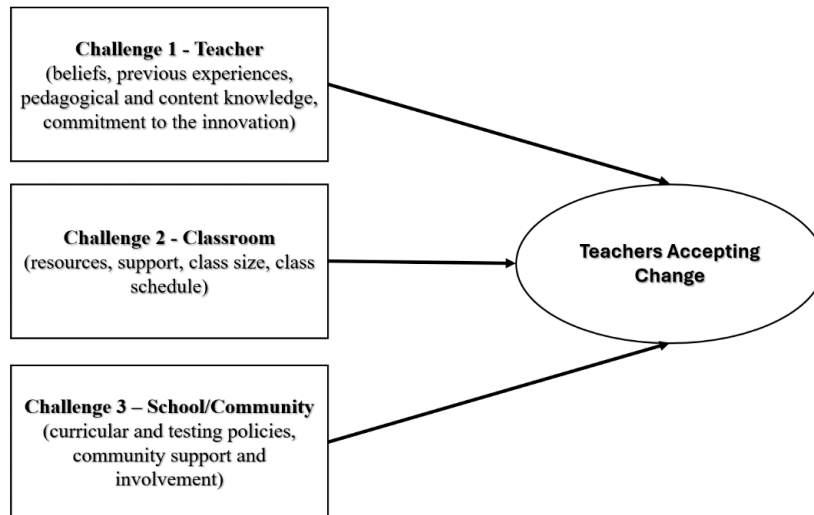 Challenge 1 - Teacher
(beliefs, previous experiences,
pedagogical and content knowledge,
commitment to the innovation)
Challenge 2 - Classroom
(resources, support, class size, class
schedule)
Challenge 3 – School/Community
(curricular and testing policies,
community support and
involvement)
Teachers Accepting
Change